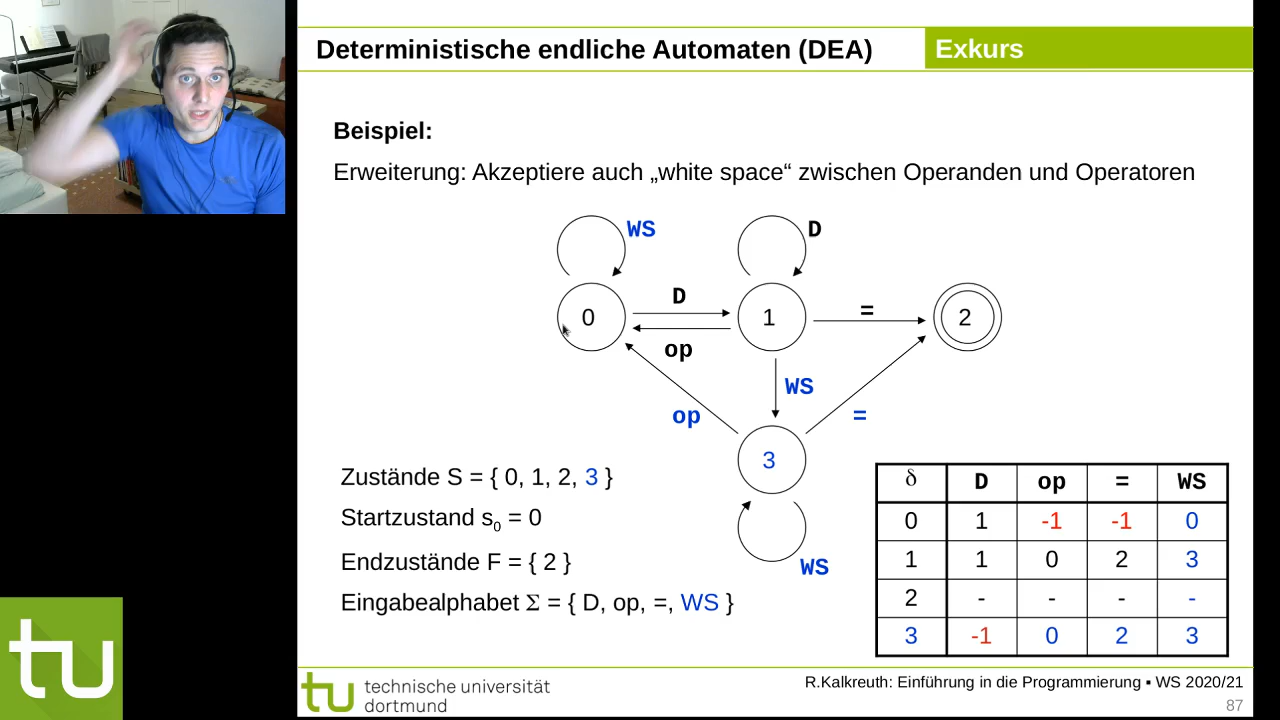 Deterministische endliche Automaten (DEA)
Exkurs
Beispiel:
Erweiterung: Akzeptiere auch „white space“ zwischen Operanden und Operatoren
WS
D
0
D
op
1
=
2
WS
op
=
3
WS
Zustände S = { 0, 1, 2, 3 }
Startzustand s0 = 0
Endzustände F = { 2 }
Eingabealphabet Σ = { D, op, =, WS }
δ D op = WS
0 1 -1 -1 0
1 1 0 2 3
2 - - - -
3 -1 0 2 3
tu
tu technische universität
dortmund
R.Kalkreuth: Einführung in die Programmierung ▪ WS 2020/21
87